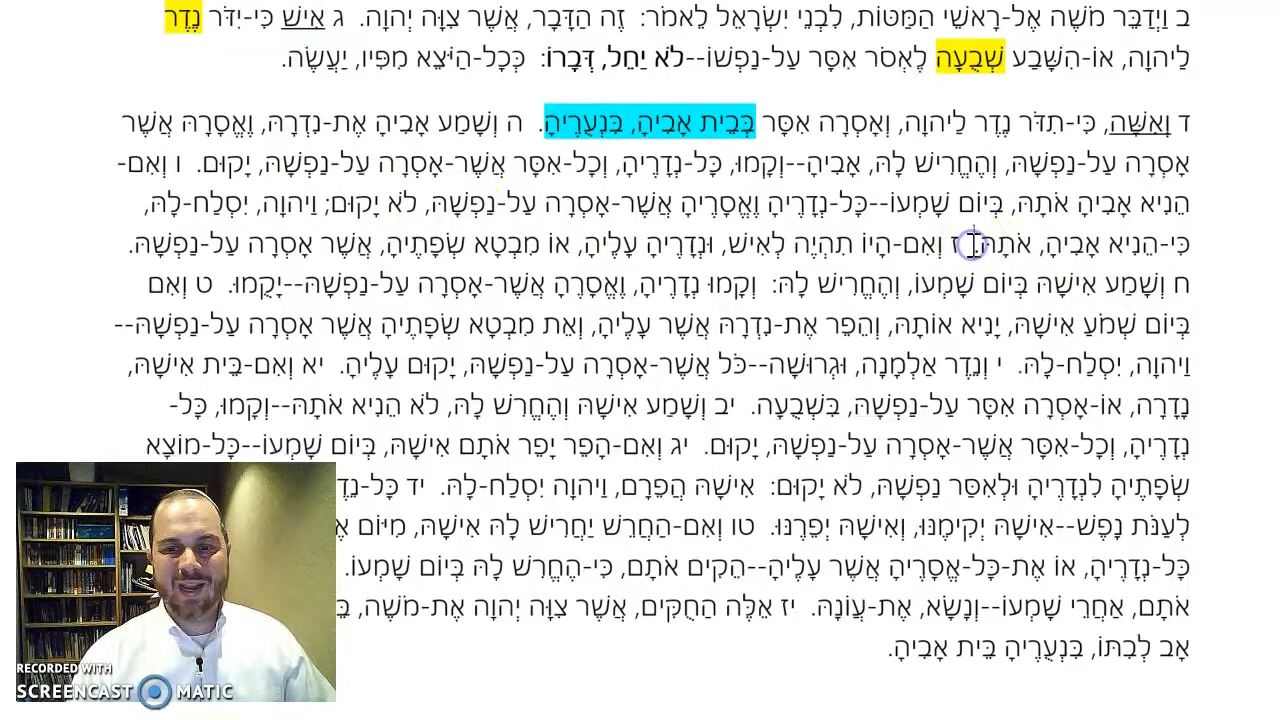 ב וַיְדַבֵּר מֹשֶׁה אֶל-רָאשֵׁי הַמַּטּוֹת, לִבְנֵי יִשְׂרָאֵל לֵאמֹר: זֶה הַדָּבָר, אֲשֶׁר צִוָּה יְהוָה. ג אִישׁ כִּי-יִדֹּר נֶדֶר
לַיהוָה, אוֹ-הִשָּׁבַע שְׁבֻעָה לֶאְסֹר אִסָּר עַל-נַפְשׁוֹ--לֹא יַחֵל, דְּבָרוֹ: כְּכָל-הַיֹּצֵא מִפִּיו, יַעֲשֶׂה.
ד וְאִשָּׁה, כִּי-תִדֹּר נֶדֶר לַיהוָה, וְאָסְרָה אִסָּר בְּבֵית אָבִיהָ, בִּנְעֻרֶיהָ. ה וְשָׁמַע אָבִיהָ אֶת-נִדְרָהּ, וֶאֱסָרָהּ אֲשֶׁר
אָסְרָה עַל-נַפְשָׁהּ, וְהֶחֱרִישׁ לָהּ, אָבִיהָ--וְקָמוּ, כָּל-נְדָרֶיהָ, וְכָל-אִסָּר אֲשֶׁר-אָסְרָה עַל-נַפְשָׁהּ, יָקוּם. ו וְאִם-
הֵנִיא אָבִיהָ אֹתָהּ, בְּיוֹם שָׁמְעוֹ--כָּל-נְדָרֶיהָ וֶאֱסָרֶיהָ אֲשֶׁר-אָסְרָה עַל-נַפְשָׁהּ, לֹא יָקוּם; וַיהוָה, יִסְלַח-לָהּ,
כִּי-הֵנִיא אָבִיהָ, אֹתָהּ. ז וְאִם-הָיוֹ תִהְיֶה לְאִישׁ, וּנְדָרֶיהָ עָלֶיהָ, אוֹ מִבְטָא שְׂפָתֶיהָ, אֲשֶׁר אָסְרָה עַל-נַפְשָׁהּ.
ח וְשָׁמַע אִישָׁהּ בְּיוֹם שָׁמְעוֹ, וְהֶחֱרִישׁ לָהּ: וְקָמוּ נְדָרֶיהָ, וֶאֱסָרֶהָ אֲשֶׁר-אָסְרָה עַל-נַפְשָׁהּ--יָקֻמוּ. ט וְאִם
בְּיוֹם שְׁמֹעַ אִישָׁהּ, יָנִיא אוֹתָהּ, וְהֵפֵר אֶת-נִדְרָהּ אֲשֶׁר עָלֶיהָ, וְאֵת מִבְטָא שְׂפָתֶיהָ אֲשֶׁר אָסְרָה עַל-נַפְשָׁהּ--
וַיהוָה, יִסְלַח-לָהּ. י וְנֵדֶר אַלְמָנָה, וּגְרוּשָׁה--כֹּל אֲשֶׁר-אָסְרָה עַל-נַפְשָׁהּ, יָקוּם עָלֶיהָ. יא וְאִם-בֵּית אִישָׁהּ,
נָדָרָה, אוֹ-אָסְרָה אִסָּר עַל-נַפְשָׁהּ, בִּשְׁבֻעָה. יב וְשָׁמַע אִישָׁהּ וְהֶחֱרִשׁ לָהּ, לֹא הֵנִיא אֹתָהּ--וְקָמוּ, כָּל-
נְדָרֶיהָ, וְכָל-אִסָּר אֲשֶׁר-אָסְרָה עַל-נַפְשָׁהּ, יָקוּם. יג וְאִם-הָפֵר יָפֵר אֹתָם אִישָׁהּ, בְּיוֹם שָׁמְעוֹ--כָּל-מוֹצָא
שְׂפָתֶיהָ לִנְדָרֶיהָ וּלְאִסַּר נַפְשָׁהּ, לֹא יָקוּם: אִישָׁהּ הֲפֵרָם, וַיהוָה יִסְלַח-לָהּ. יד כָּל-נֵדֶ
לְעַנֹּת נָפֶשׁ--אִישָׁהּ יְקִימֶנּוּ, וְאִישָׁהּ יְפֵרֶנּוּ. טו וְאִם-הַחֲרֵשׁ יַחֲרִישׁ לָהּ אִישָׁהּ, מִיּוֹם אֶ
כָּל-נְדָרֶיהָ, אוֹ אֶת-כָּל-אֱסָרֶיהָ אֲשֶׁר עָלֶיהָ--הֵקִים אֹתָם, כִּי-הֶחֱרִשׁ לָהּ בְּיוֹם שָׁמְעוֹ.
אֹתָם, אַחֲרֵי שָׁמְעוֹ--וְנָשָׂא, אֶת-עֲוֺנָהּ. יז אֵלֶּה הַחֻקִּים, אֲשֶׁר צִוָּה יְהוָה אֶת-מֹשֶׁה, בֵּ
אָב לְבִתּוֹ, בִּנְעֻרֶיהָ בֵּית אָבִיהָ.
RECORDED WITH
SCREENCAST MATIC